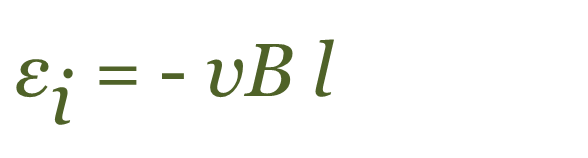 εᵢ = - υB l